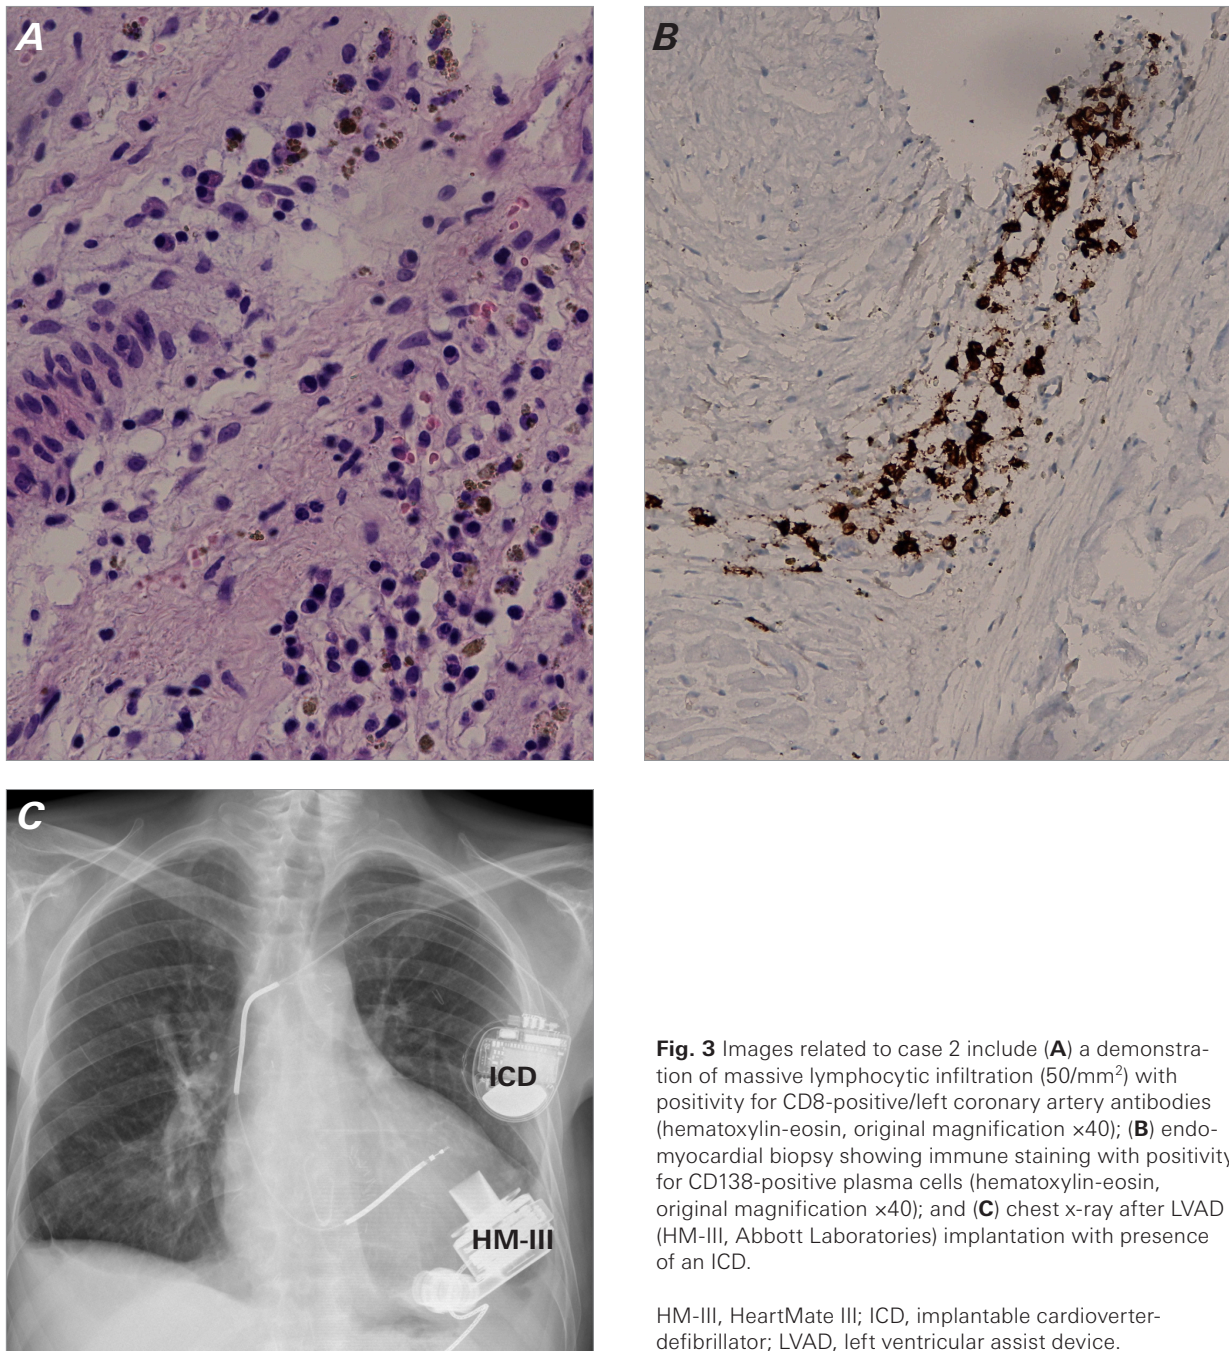 A
B
C
ICD
HM-III
Fig. 3 Images related to case 2 include (A) a demonstra-
tion of massive lymphocytic infiltration (50/mm²) with
positivity for CD8-positive/left coronary artery antibodies
(hematoxylin-eosin, original magnification ×40); (B) endo-
myocardial biopsy showing immune staining with positivity
for CD138-positive plasma cells (hematoxylin-eosin,
original magnification ×40); and (C) chest x-ray after LVAD
(HM-III, Abbott Laboratories) implantation with presence
of an ICD.
HM-III, HeartMate III; ICD, implantable cardioverter-
defibrillator; LVAD, left ventricular assist device.